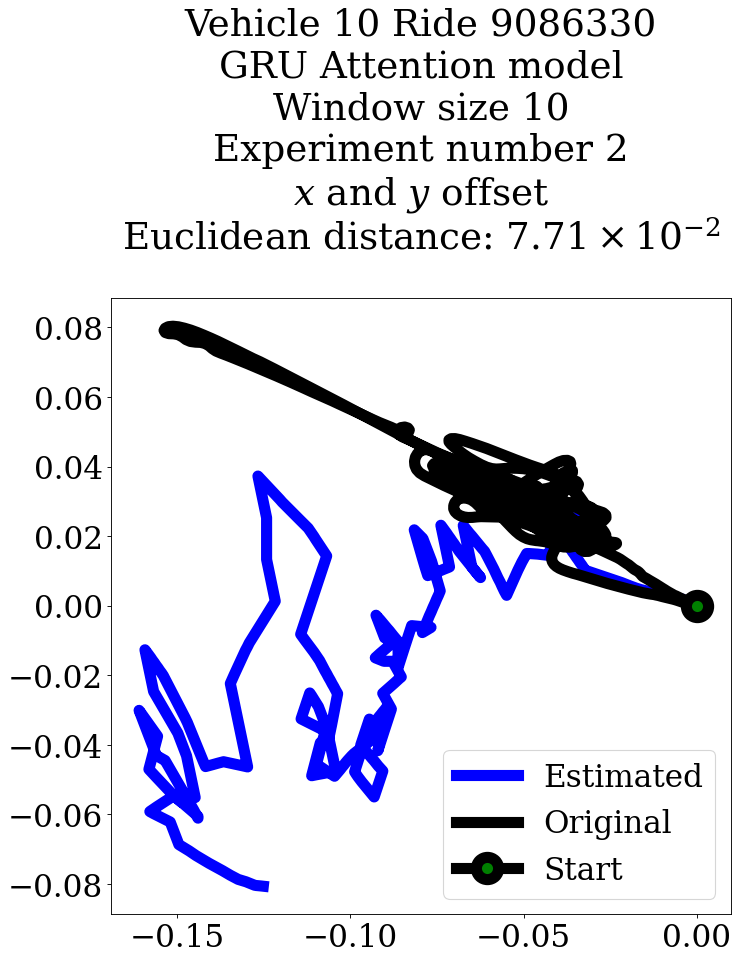 Vehicle 10 Ride 9086330
GRU Attention model
Window size 10
Experiment number 2
x and y offset
Euclidean distance: 7.71 × 10⁻²
0.08
0.06
0.04
0.02
0.00
−0.02
−0.04
−0.06
−0.08
Estimated
Original
Start
−0.15 −0.10 −0.05 0.00